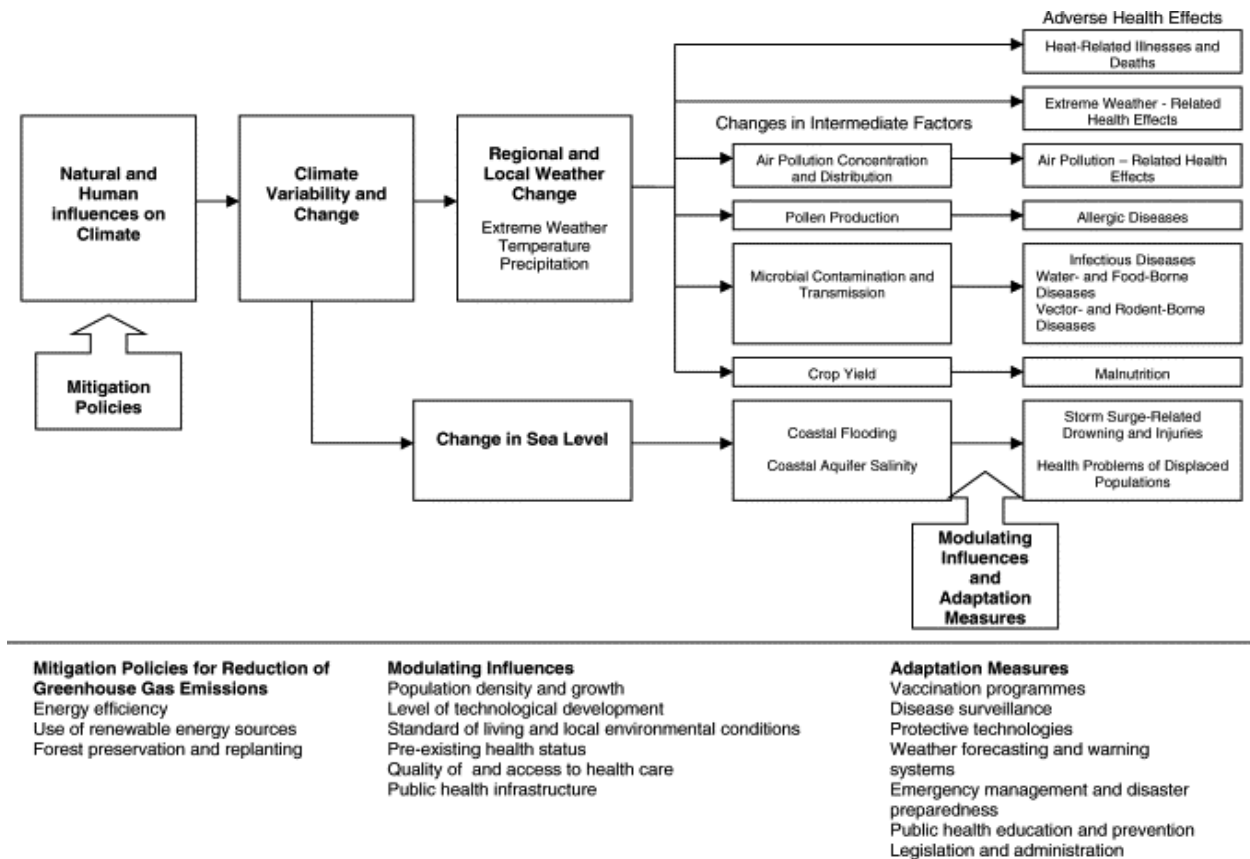 Adverse Health Effects
Heat-Related Illnesses and
Deaths
Extreme Weather - Related
Health Effects
Changes in Intermediate Factors
Natural and
Human
influences on
Climate
Climate
Variability and
Change
Regional and
Local Weather
Change
Extreme Weather
Temperature
Precipitation
Air Pollution Concentration
and Distribution
Air Pollution – Related Health
Effects
Pollen Production
Allergic Diseases
Microbial Contamination and
Transmission
Infectious Diseases
Water- and Food-Borne
Diseases
Vector- and Rodent-Borne
Diseases
Crop Yield
Malnutrition
Mitigation
Policies
Change in Sea Level
Coastal Flooding
Coastal Aquifer Salinity
Storm Surge-Related
Drowning and Injuries
Health Problems of Displaced
Populations
Modulating
Influences
and
Adaptation
Measures
Mitigation Policies for Reduction of
Greenhouse Gas Emissions
Energy efficiency
Use of renewable energy sources
Forest preservation and replanting
Modulating Influences
Population density and growth
Level of technological development
Standard of living and local environmental conditions
Pre-existing health status
Quality of and access to health care
Public health infrastructure
Adaptation Measures
Vaccination programmes
Disease surveillance
Protective technologies
Weather forecasting and warning
systems
Emergency management and disaster
preparedness
Public health education and prevention
Legislation and administration